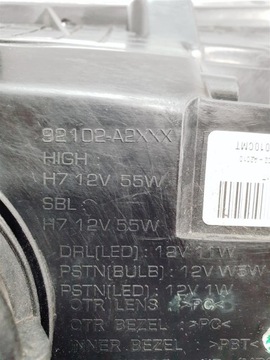 92102-A2XXX
HIGH :
H7 12V 55W
SBL :
H7 12V 55W
DRL(LED) : 12V 11W
PSTN(BULB) : 12V W5W
PSTN(LED) : 12V 1W
OTR LENS : >PC<
OTR BEZEL : >PC<
INNER BEZEL : >PBT<